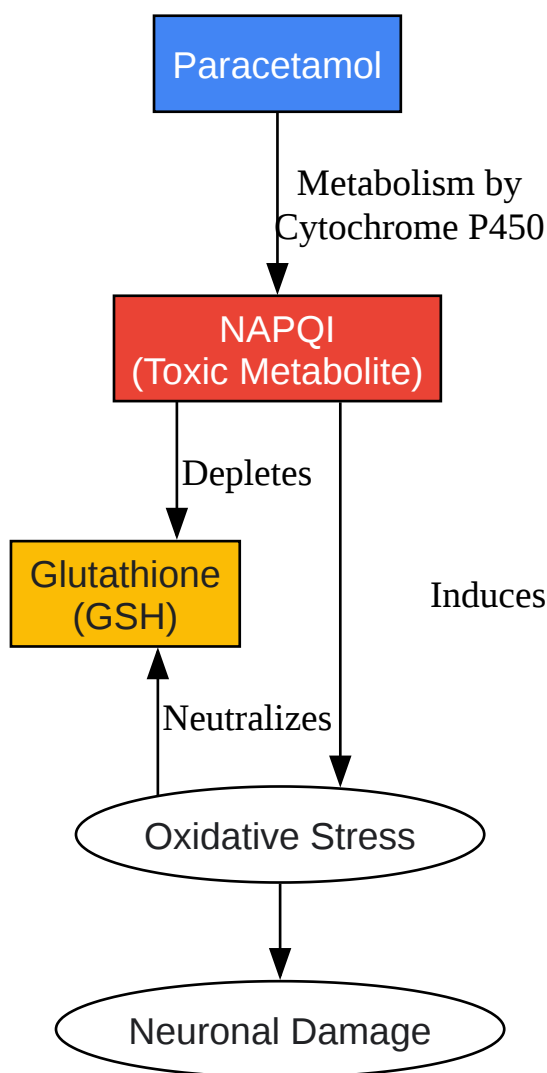 Paracetamol
Metabolism by
Cytochrome P450
NAPQI
(Toxic Metabolite)
Depletes
Glutathione
(GSH)
Induces
Neutralizes
Oxidative Stress
Neuronal Damage